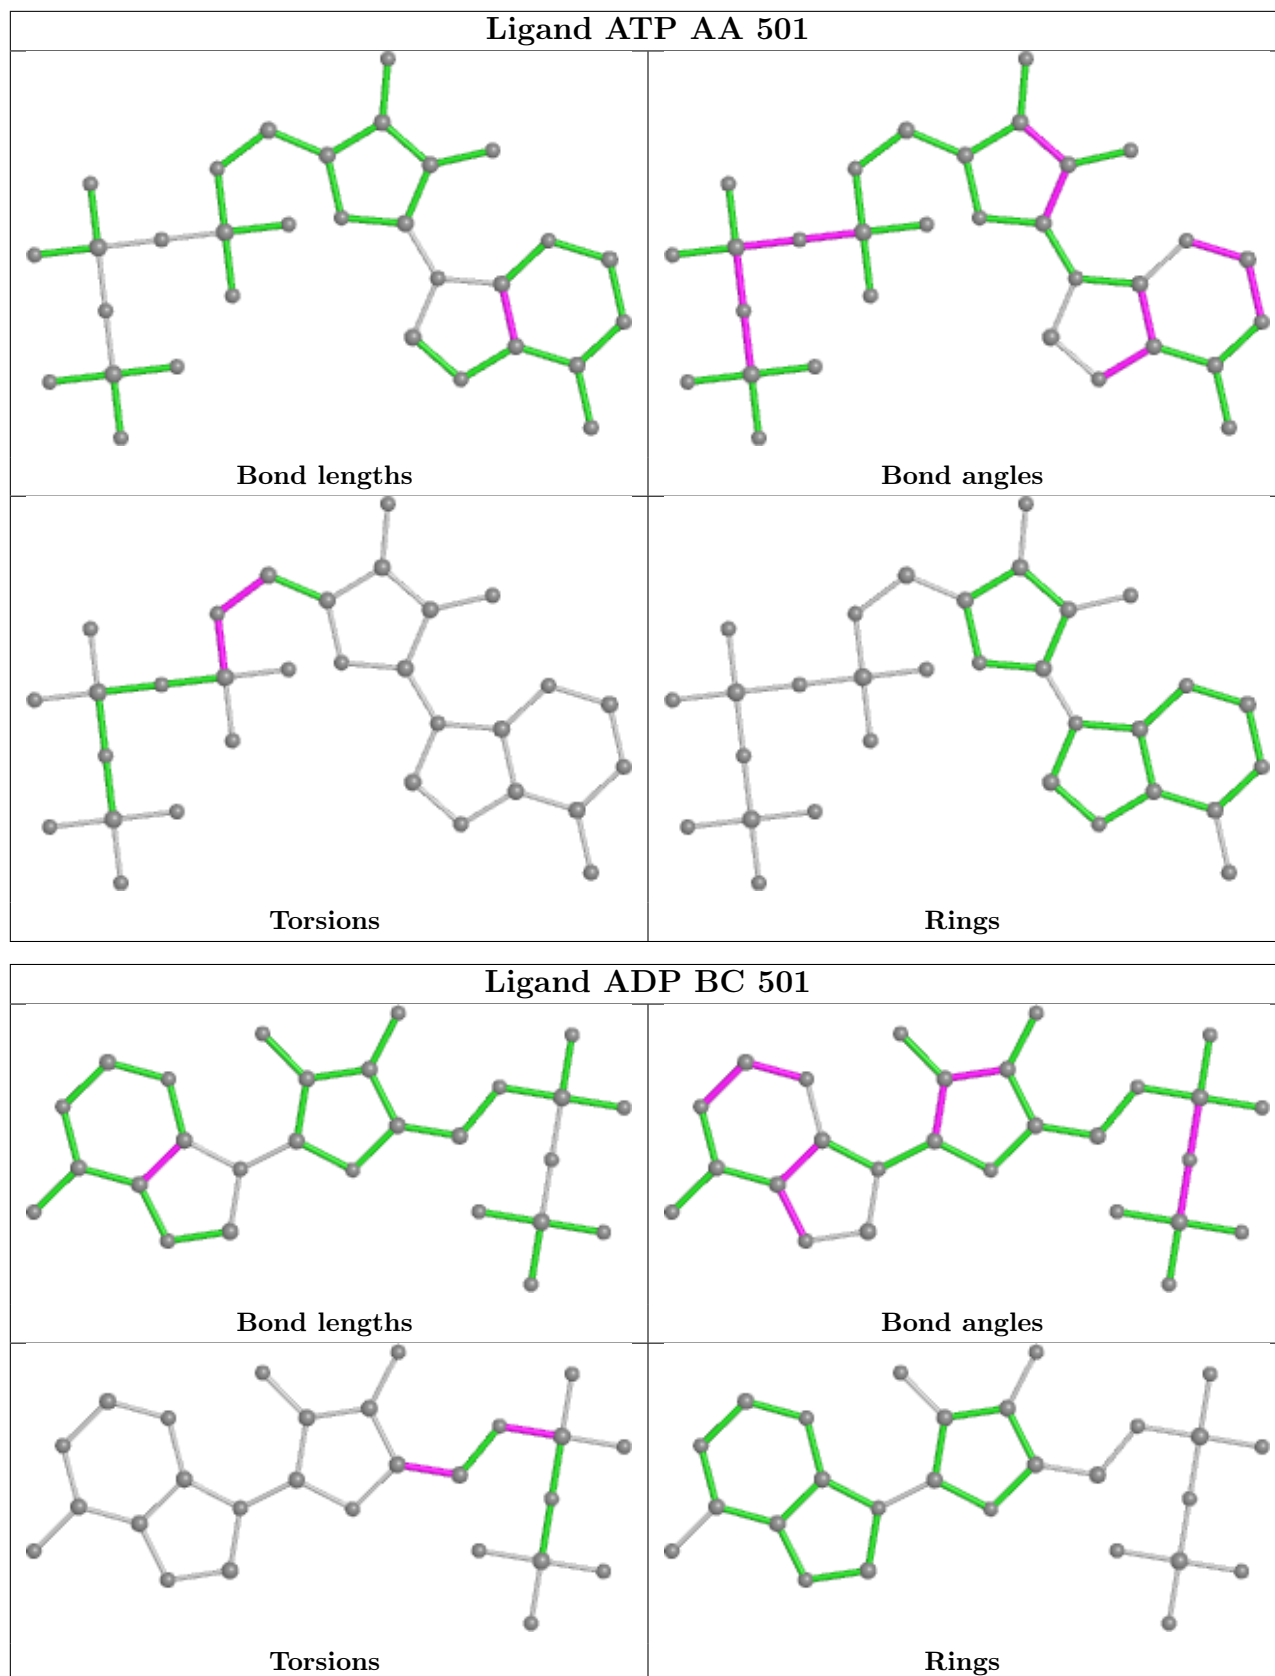 Ligand ATP AA 501
Bond lengths
Bond angles
Torsions
Rings
Ligand ADP BC 501
Bond lengths
Bond angles
Torsions
Rings